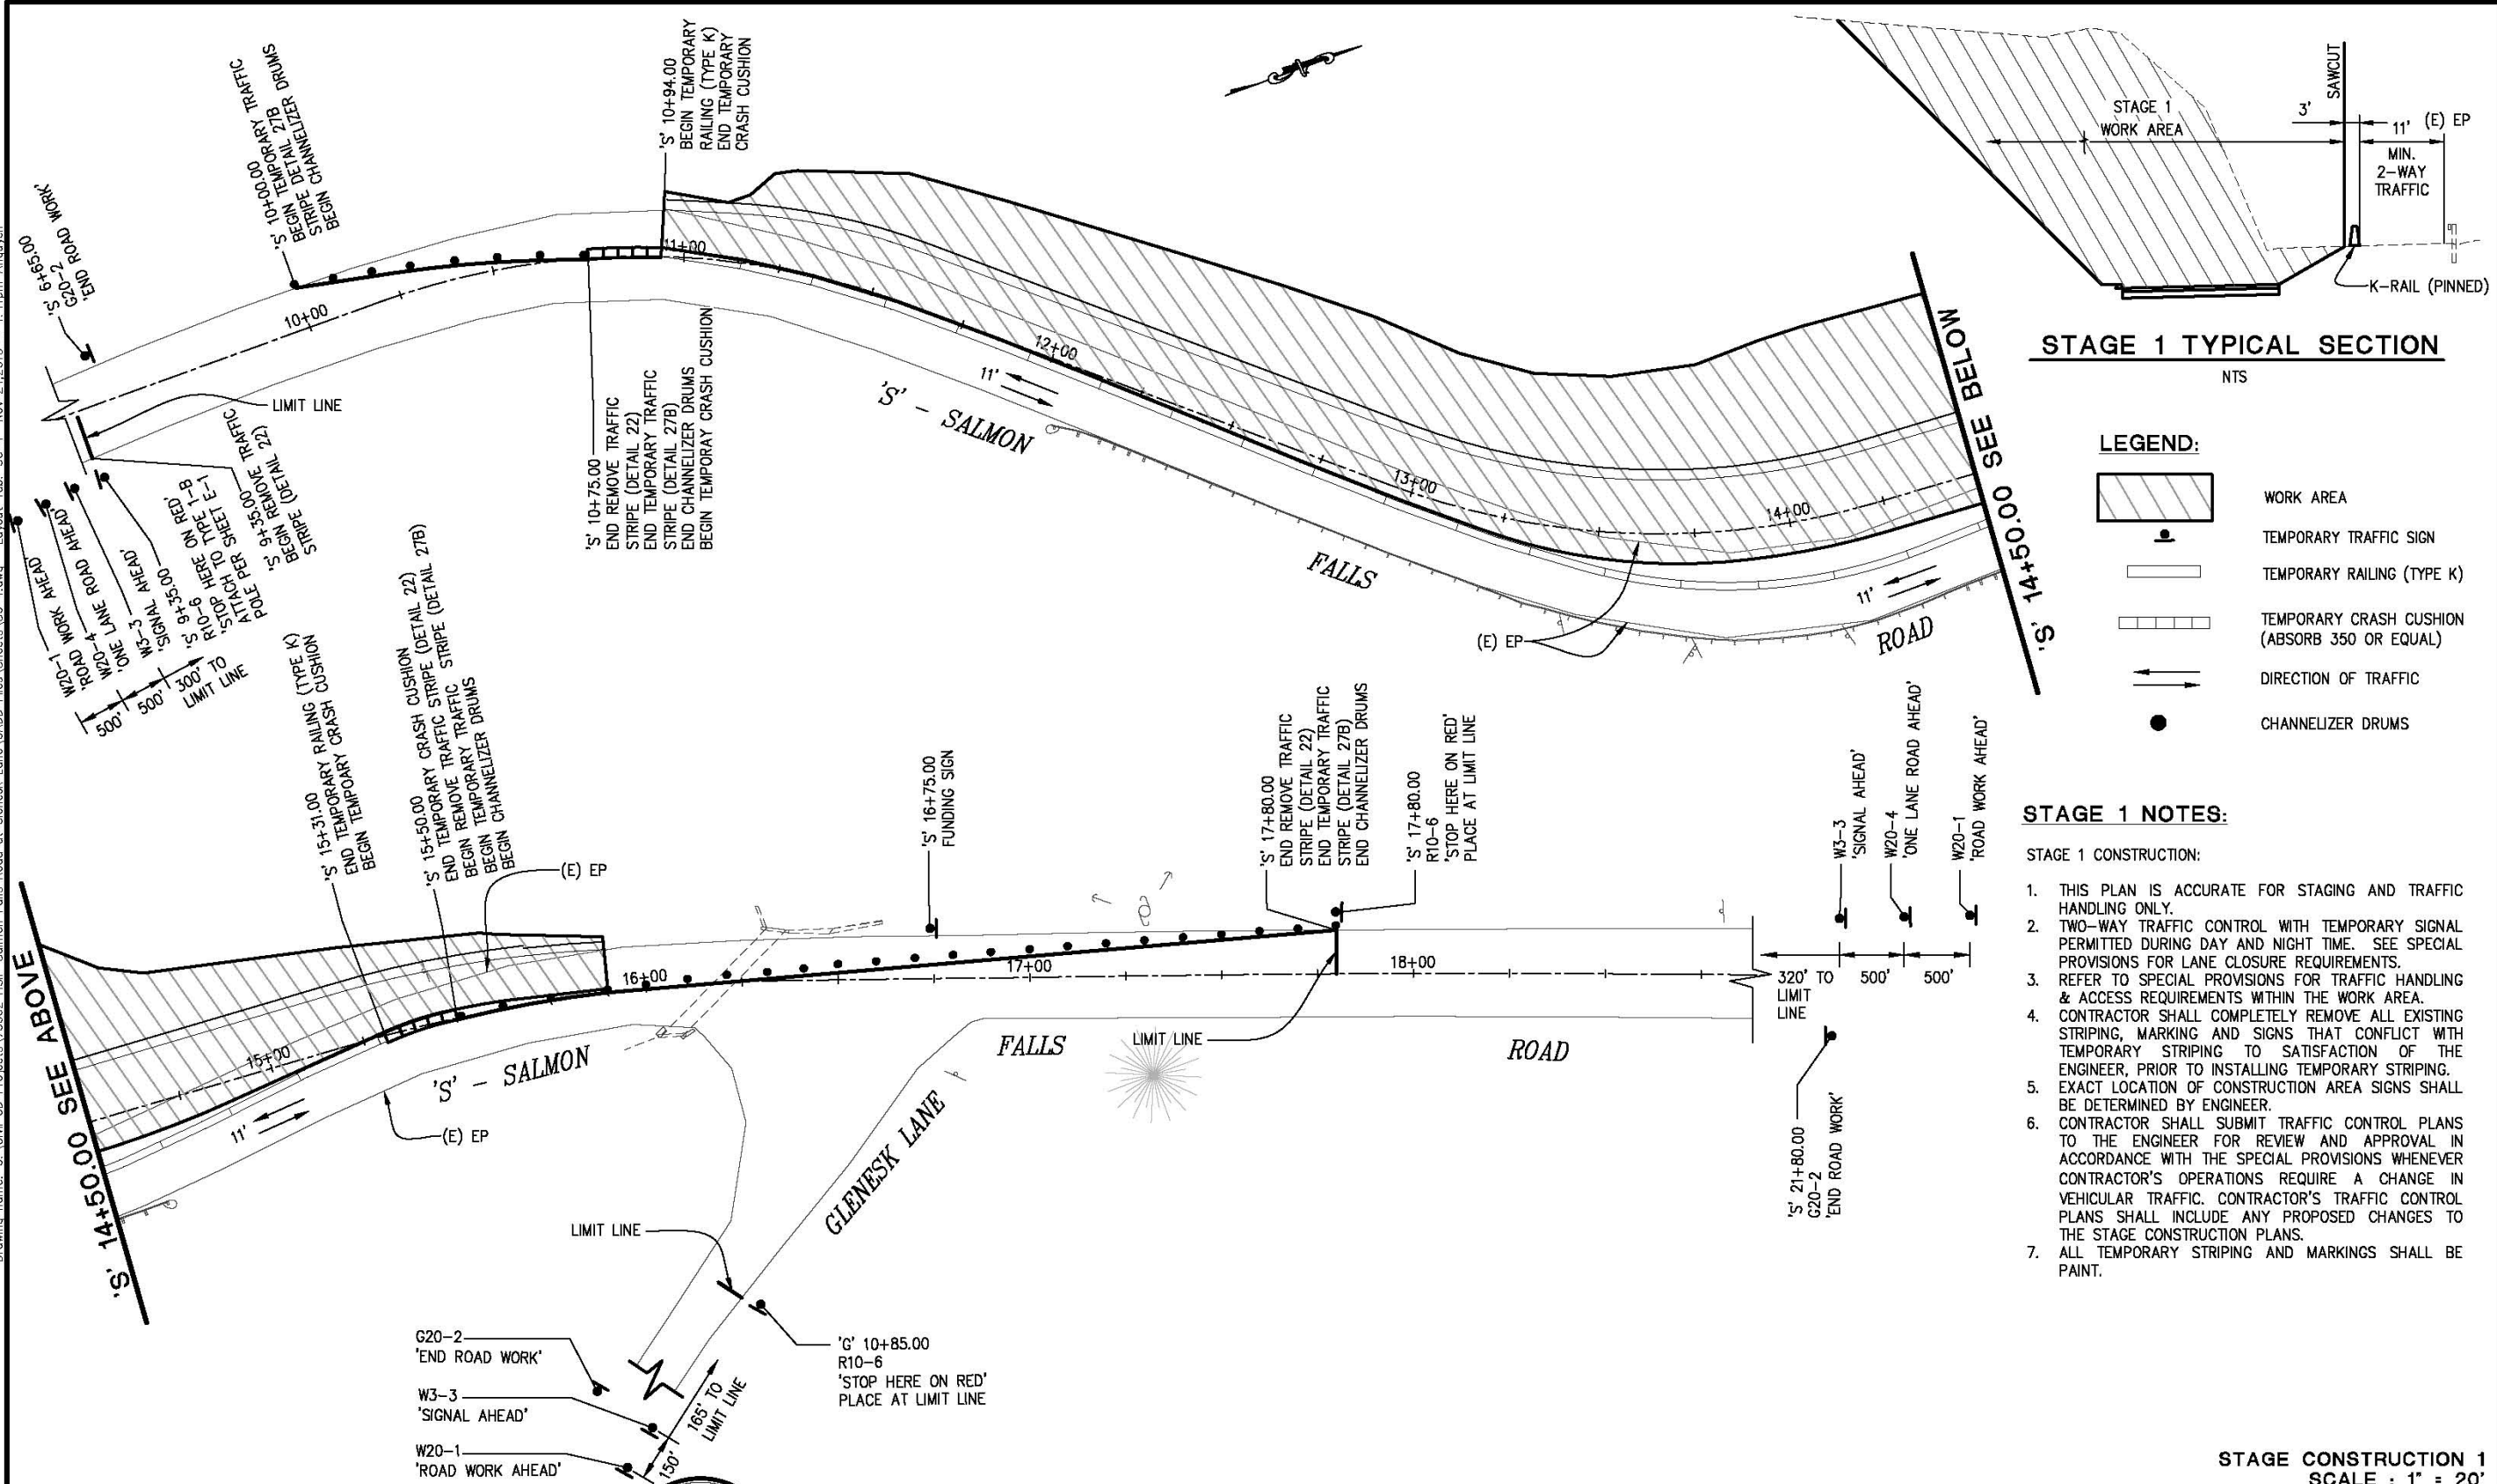 'S' 6+65.00
G20-2
'END ROAD WORK'
'S' 10+00.00
BEGIN TEMPORARY TRAFFIC
STRIPE DETAIL 27B
BEGIN CHANNELIZER DRUMS
'S' 10+94.00
BEGIN TEMPORARY
RAILING (TYPE K)
END TEMPORARY
CRASH CUSHION
10+00
11+00
12+00
13+00
14+00
LIMIT LINE
W20-1
'ROAD WORK AHEAD'
W20-4
'ONE LANE ROAD AHEAD'
W3-3
'SIGNAL AHEAD'
'S' 9+35.00
R10-6
'STOP HERE ON RED'
ATTACH TO TYPE 1-B
POLE PER SHEET E-1
'S' 9+35.00
BEGIN REMOVE TRAFFIC
STRIPE (DETAIL 22)
500'
500'
300' TO
LIMIT LINE
'S' 10+75.00
END REMOVE TRAFFIC
STRIPE (DETAIL 22)
END TEMPORARY TRAFFIC
STRIPE (DETAIL 27B)
END CHANNELIZER DRUMS
BEGIN TEMPORAY CRASH CUSHION
11'
'S' - SALMON
FALLS
ROAD
(E) EP
11'
'S' 14+50.00 SEE BELOW
STAGE 1
WORK AREA
3'
SAWCUT
11'
(E) EP
MIN.
2-WAY
TRAFFIC
K-RAIL (PINNED)
STAGE 1 TYPICAL SECTION
NTS
LEGEND:
WORK AREA
TEMPORARY TRAFFIC SIGN
TEMPORARY RAILING (TYPE K)
TEMPORARY CRASH CUSHION
(ABSORB 350 OR EQUAL)
DIRECTION OF TRAFFIC
CHANNELIZER DRUMS
'S' 14+50.00 SEE ABOVE
'S' 15+31.00
END TEMPORARY RAILING (TYPE K)
BEGIN TEMPOARY CRASH CUSHION
'S' 15+50.00
END TEMPORARY CRASH CUSHION
BEGIN REMOVE TRAFFIC STRIPE (DETAIL 22)
BEGIN TEMPORARY TRAFFIC STRIPE (DETAIL 27B)
BEGIN CHANNELIZER DRUMS
(E) EP
'S' 16+75.00
FUNDING SIGN
'S' 17+80.00
END REMOVE TRAFFIC
STRIPE (DETAIL 22)
END TEMPORARY TRAFFIC
STRIPE (DETAIL 27B)
END CHANNELIZER DRUMS
'S' 17+80.00
R10-6
'STOP HERE ON RED'
PLACE AT LIMIT LINE
W3-3
'SIGNAL AHEAD'
W20-4
'ONE LANE ROAD AHEAD'
W20-1
'ROAD WORK AHEAD'
15+00
16+00
17+00
18+00
320' TO
LIMIT
LINE
500'
500'
11'
(E) EP
'S' - SALMON
FALLS
LIMIT LINE
ROAD
GLENESK LANE
'S' 21+80.00
G20-2
'END ROAD WORK'
LIMIT LINE
G20-2
'END ROAD WORK'
W3-3
'SIGNAL AHEAD'
W20-1
'ROAD WORK AHEAD'
165' TO
LIMIT LINE
150'
'G' 10+85.00
R10-6
'STOP HERE ON RED'
PLACE AT LIMIT LINE
STAGE 1 NOTES:
STAGE 1 CONSTRUCTION:
1. THIS PLAN IS ACCURATE FOR STAGING AND TRAFFIC
HANDLING ONLY.
2. TWO-WAY TRAFFIC CONTROL WITH TEMPORARY SIGNAL
PERMITTED DURING DAY AND NIGHT TIME. SEE SPECIAL
PROVISIONS FOR LANE CLOSURE REQUIREMENTS.
3. REFER TO SPECIAL PROVISIONS FOR TRAFFIC HANDLING
& ACCESS REQUIREMENTS WITHIN THE WORK AREA.
4. CONTRACTOR SHALL COMPLETELY REMOVE ALL EXISTING
STRIPING, MARKING AND SIGNS THAT CONFLICT WITH
TEMPORARY STRIPING TO SATISFACTION OF THE
ENGINEER, PRIOR TO INSTALLING TEMPORARY STRIPING.
5. EXACT LOCATION OF CONSTRUCTION AREA SIGNS SHALL
BE DETERMINED BY ENGINEER.
6. CONTRACTOR SHALL SUBMIT TRAFFIC CONTROL PLANS
TO THE ENGINEER FOR REVIEW AND APPROVAL IN
ACCORDANCE WITH THE SPECIAL PROVISIONS WHENEVER
CONTRACTOR'S OPERATIONS REQUIRE A CHANGE IN
VEHICULAR TRAFFIC. CONTRACTOR'S TRAFFIC CONTROL
PLANS SHALL INCLUDE ANY PROPOSED CHANGES TO
THE STAGE CONSTRUCTION PLANS.
7. ALL TEMPORARY STRIPING AND MARKINGS SHALL BE
PAINT.
STAGE CONSTRUCTION 1
SCALE : 1" = 20'